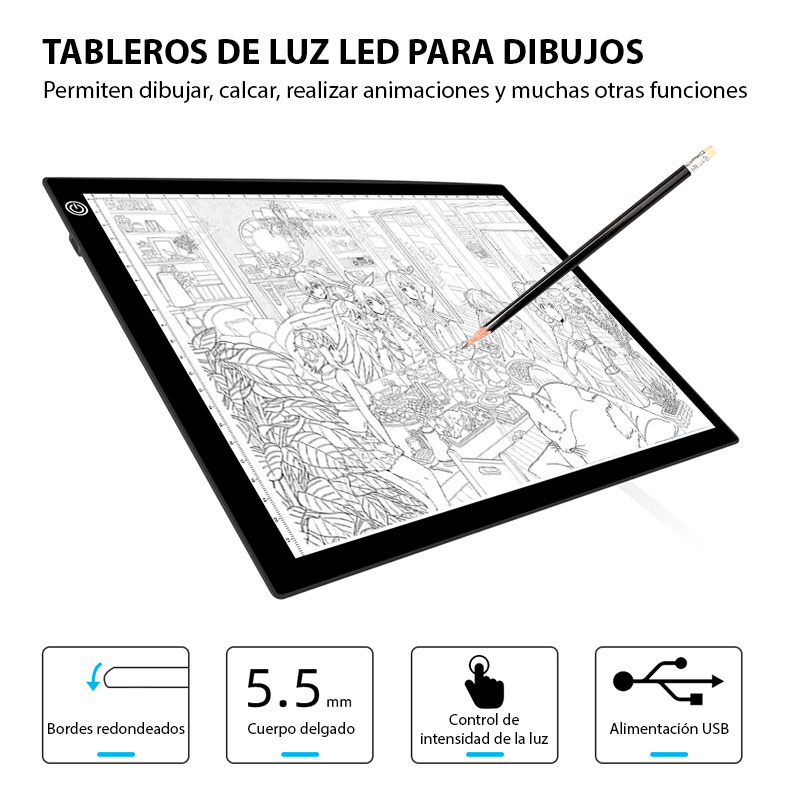 TABLEROS DE LUZ LED PARA DIBUJOS
Permiten dibujar, calcar, realizar animaciones y muchas otras funciones
Bordes redondeados
5.5 mm
Cuerpo delgado
Control de
intensidad de la luz
Alimentación USB